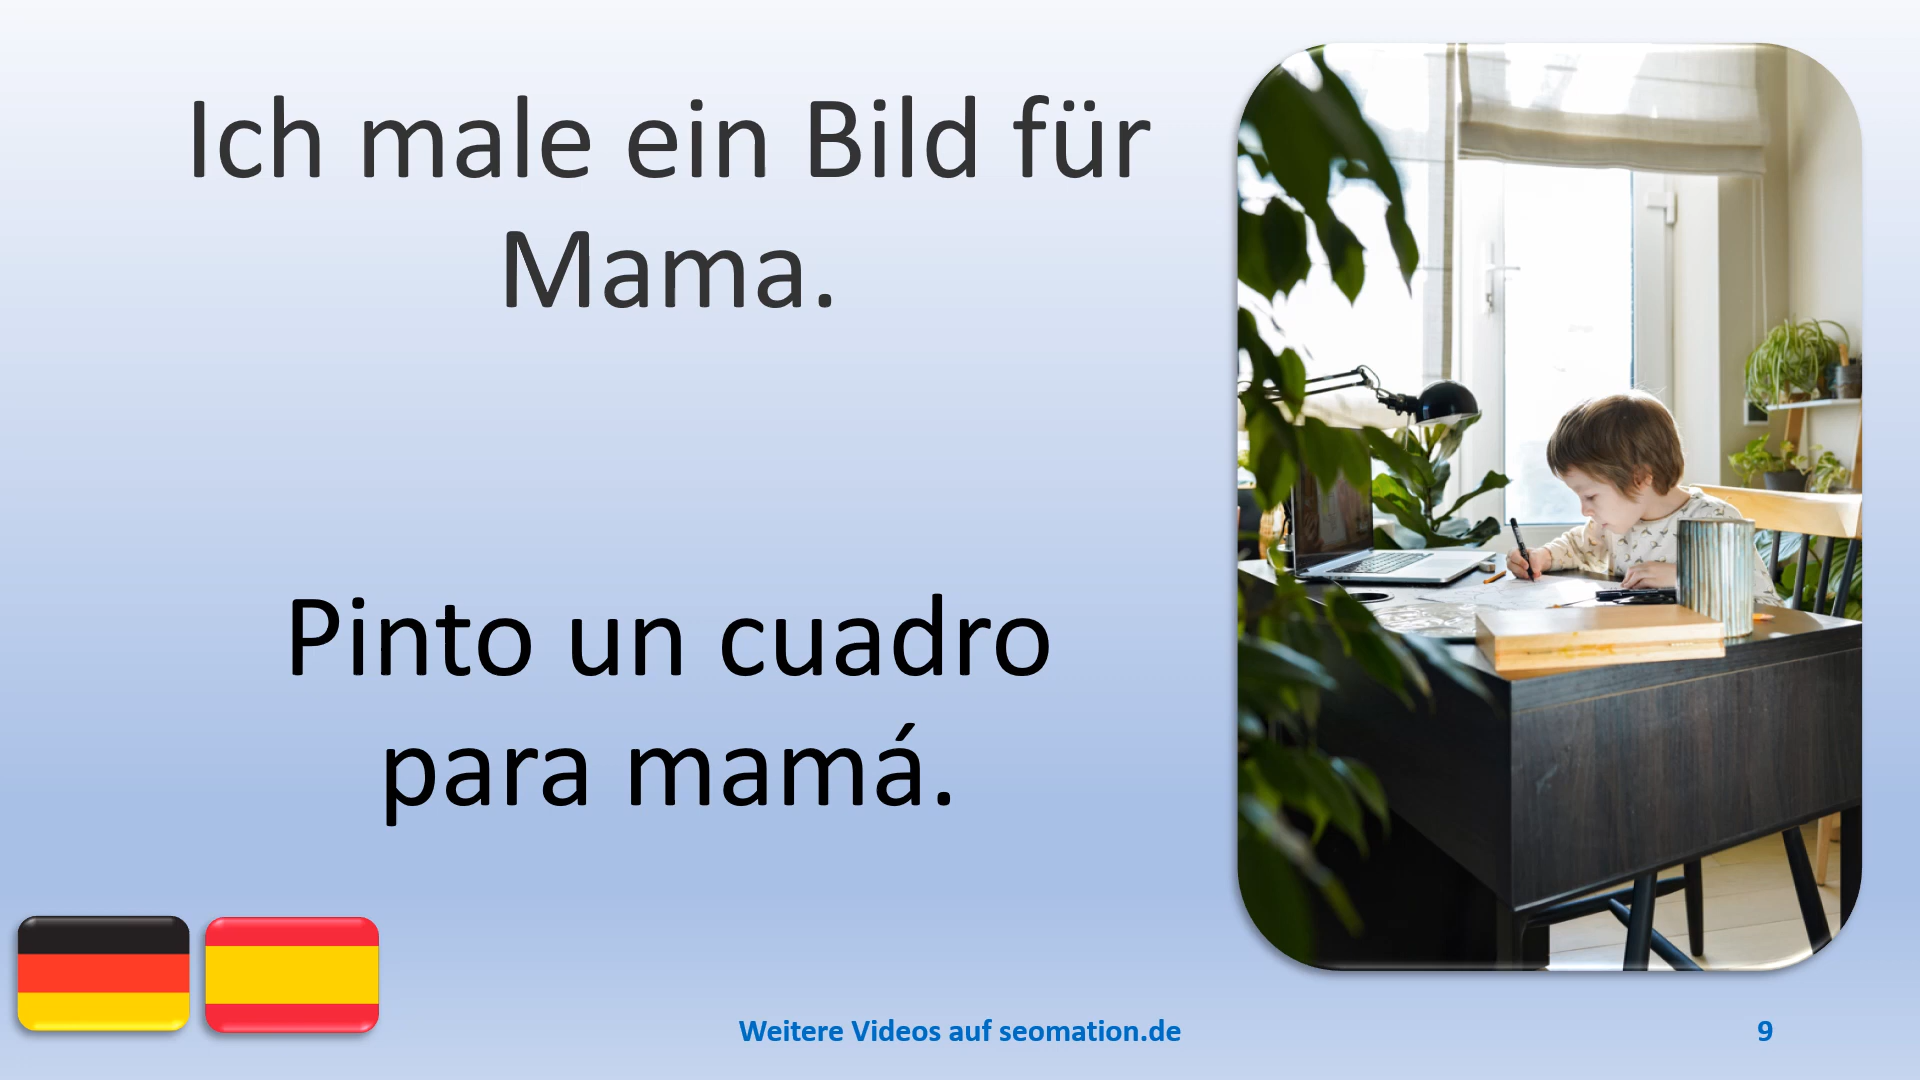 Ich male ein Bild für
Mama.
Pinto un cuadro
para mamá.
Weitere Videos auf seomation.de
9